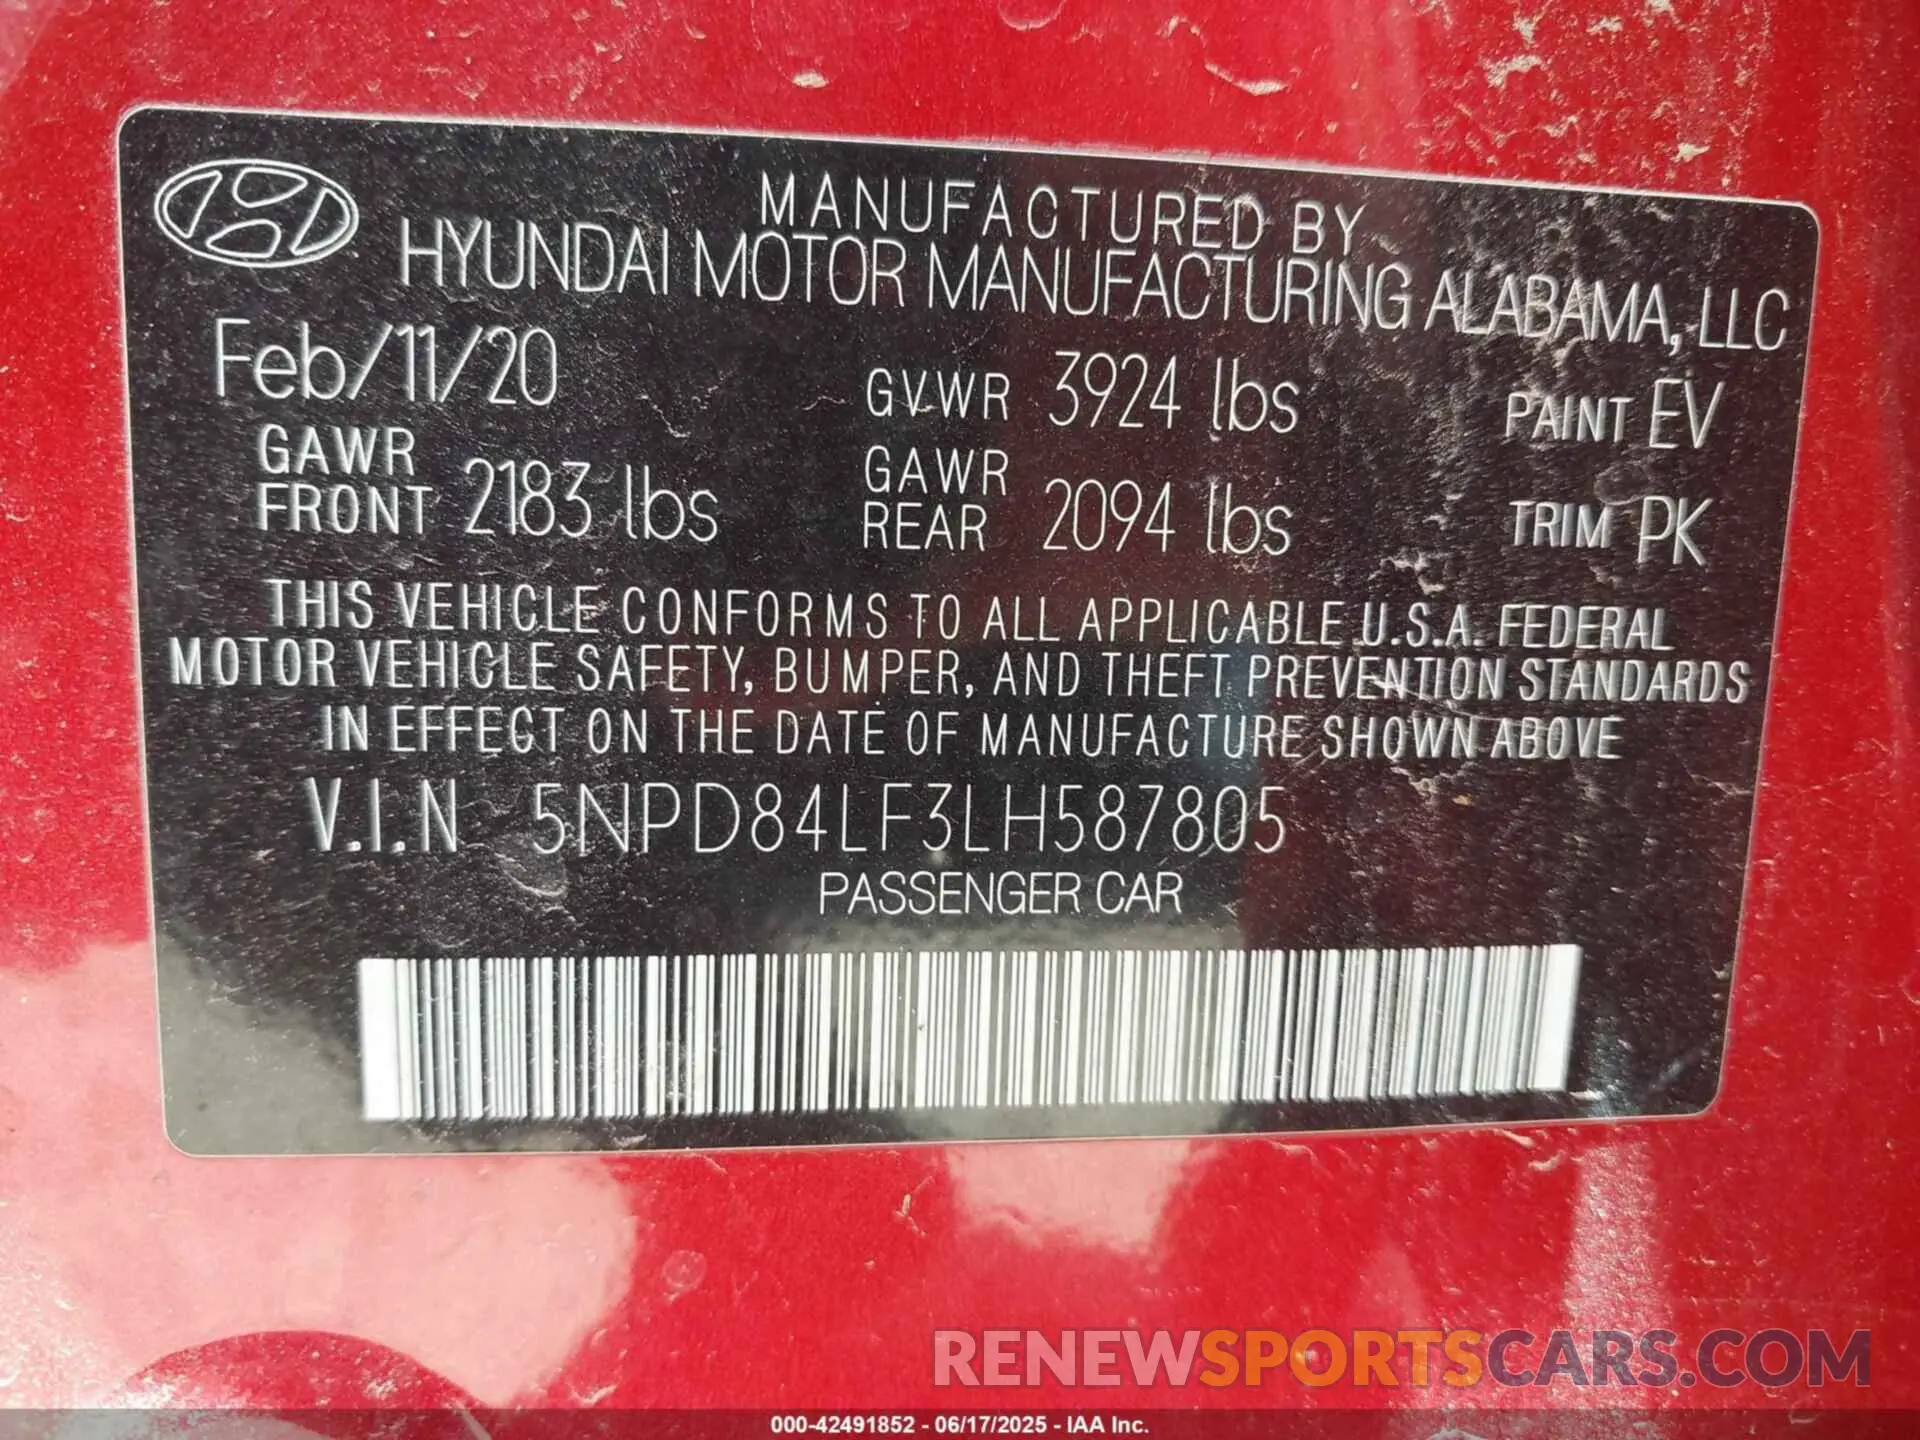 MANUFACTURED BY
HYUNDAI MOTOR MANUFACTURING ALABAMA, LLC
Feb/11/20 GVWR 3924 lbs PAINT EV
GAWR FRONT 2183 lbs GAWR REAR 2094 lbs TRIM PK
THIS VEHICLE CONFORMS TO ALL APPLICABLE U.S.A. FEDERAL
MOTOR VEHICLE SAFETY, BUMPER, AND THEFT PREVENTION STANDARDS
IN EFFECT ON THE DATE OF MANUFACTURE SHOWN ABOVE
V.I.N 5NPD84LF3LH587805
PASSENGER CAR
RENEWSPORTSCARS.COM
000-42491852 - 06/17/2025 - IAA Inc.